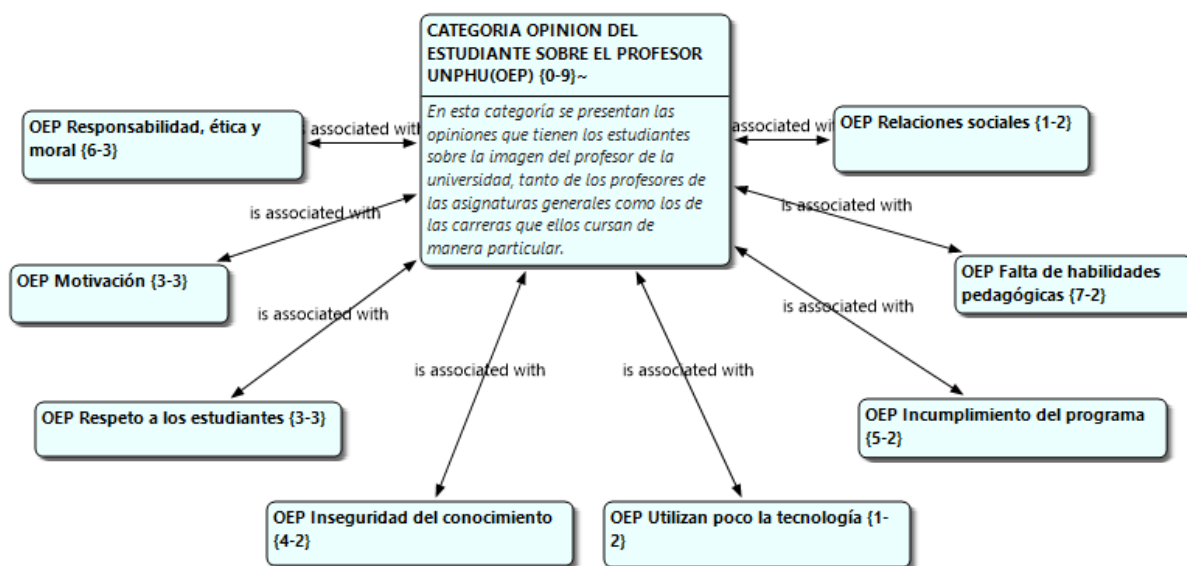 CATEGORIA OPINION DEL
ESTUDIANTE SOBRE EL PROFESOR
UNPHU(OEP) {0-9}~
En esta categoría se presentan las
opiniones que tienen los estudiantes
sobre la imagen del profesor de la
universidad, tanto de los profesores de
las asignaturas generales como los de
las carreras que ellos cursan de
manera particular.
OEP Responsabilidad, ética y
moral {6-3}
is associated with
associated with
OEP Relaciones sociales {1-2}
is associated with
is associated with
OEP Motivación {3-3}
OEP Falta de habilidades
pedagógicas {7-2}
is associated with
is associated with
is associated with
is associated with
OEP Respeto a los estudiantes {3-3}
OEP Incumplimiento del programa
{5-2}
OEP Inseguridad del conocimiento
{4-2}
OEP Utilizan poco la tecnología {1-
2}